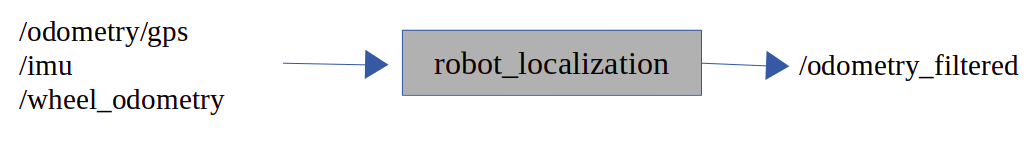 /odometry/gps
/imu
/wheel_odometry
robot_localization
/odometry_filtered